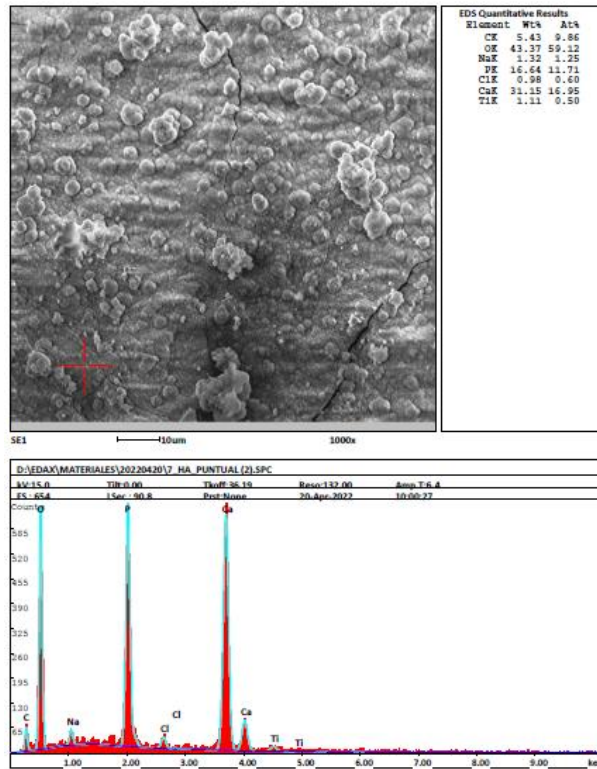 EDS Quantitative Results
Element Wt% At%
CK 5.43 9.86
OK 43.37 59.12
NaK 1.32 1.25
PK 16.64 11.71
ClK 0.98 0.60
CaK 31.15 16.95
TiK 1.11 0.50
SE1 10um 1000x
D:\EDAX\MATERIALES\20220420\7_HA_PUNTUAL (2).SPC
kV:15.0 Tilt:0.00 Tkoff:36.19 Reso:132.00 Amp T:6.4
FS : 654 LSec : 90.8 Prst:None 20-Apr-2022 10:00:27
O P Ca
585
520
455
390
325
260
195
130
65
C Na Cl Cl Ca Ti Ti
1.00 2.00 3.00 4.00 5.00 6.00 7.00 8.00 9.00